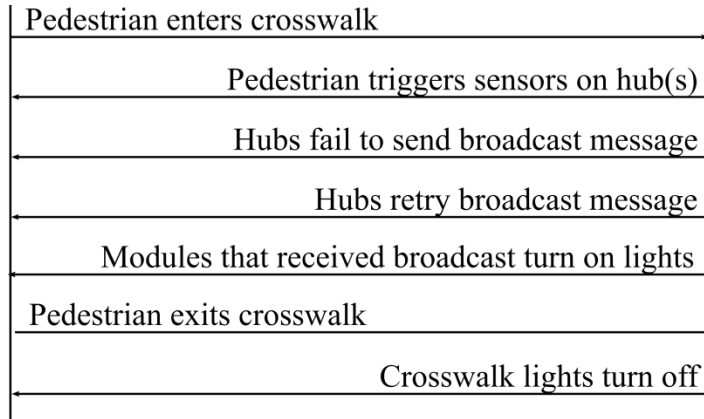 Pedestrian enters crosswalk
Pedestrian triggers sensors on hub(s)
Hubs fail to send broadcast message
Hubs retry broadcast message
Modules that received broadcast turn on lights
Pedestrian exits crosswalk
Crosswalk lights turn off